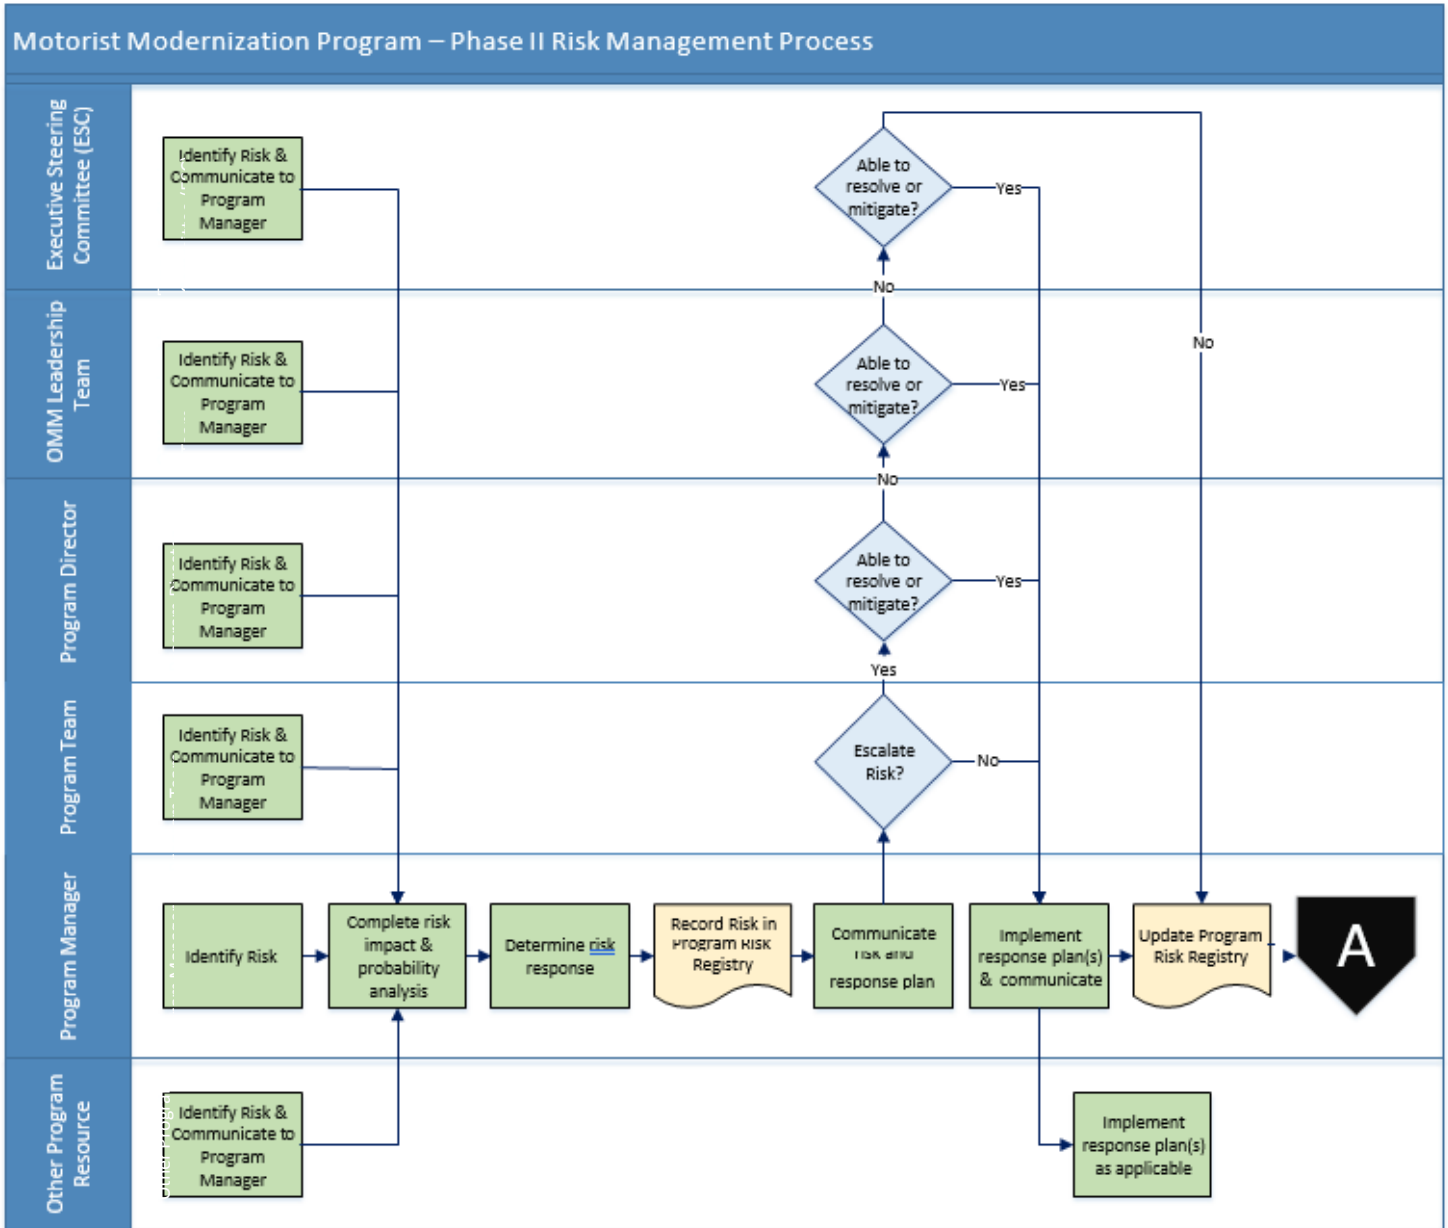 Motorist Modernization Program – Phase II Risk Management Process
Executive Steering
Committee (ESC)
Identify Risk &
Communicate to
Program
Manager
Able to
resolve or
mitigate?
Yes
No
No
OMM Leadership
Team
Identify Risk &
Communicate to
Program
Manager
Able to
resolve or
mitigate?
Yes
No
Program Director
Identify Risk &
Communicate to
Program
Manager
Able to
resolve or
mitigate?
Yes
Yes
Program Team
Identify Risk &
Communicate to
Program
Manager
Escalate
Risk?
No
Program Manager
Identify Risk
Complete risk
impact &
probability
analysis
Determine risk
response
Record Risk in
Program Risk
Registry
Communicate
risk and
response plan
Implement
response plan(s)
& communicate
Update Program
Risk Registry
A
Other Program
Resource
Identify Risk &
Communicate to
Program
Manager
Implement
response plan(s)
as applicable